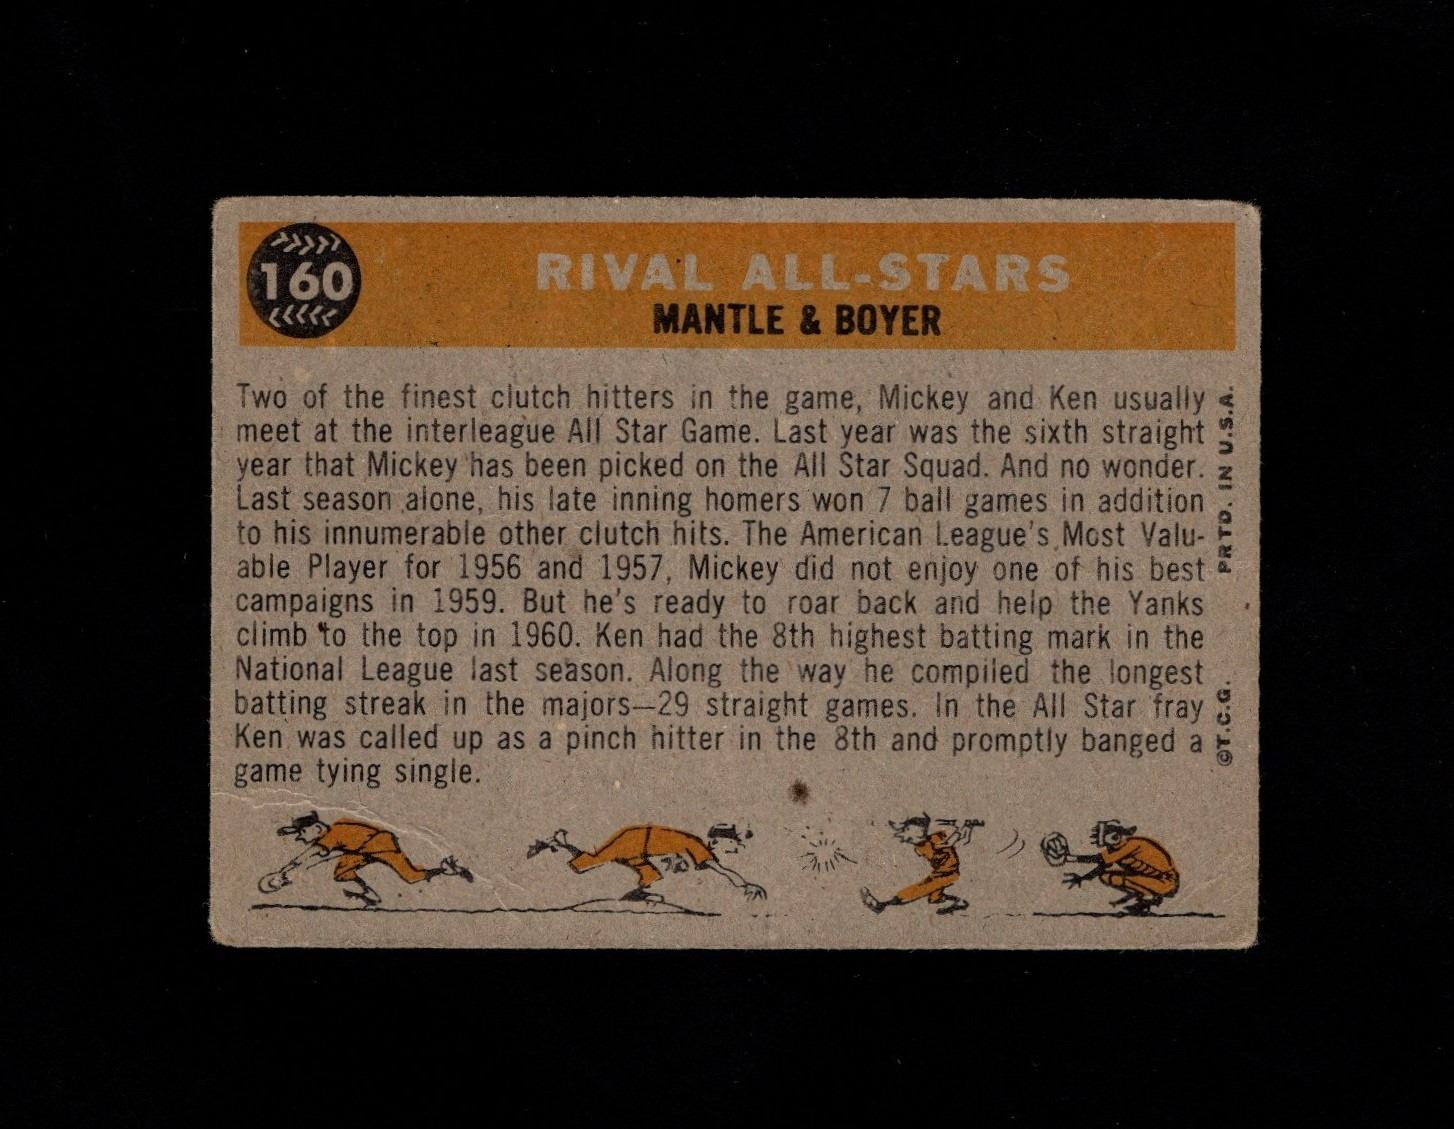 160
RIVAL ALL-STARS
MANTLE & BOYER
Two of the finest clutch hitters in the game, Mickey and Ken usually
meet at the interleague All Star Game. Last year was the sixth straight
year that Mickey has been picked on the All Star Squad. And no wonder.
Last season alone, his late inning homers won 7 ball games in addition
to his innumerable other clutch hits. The American League's Most Valu-
able Player for 1956 and 1957, Mickey did not enjoy one of his best
campaigns in 1959. But he's ready to roar back and help the Yanks
climb to the top in 1960. Ken had the 8th highest batting mark in the
National League last season. Along the way he compiled the longest
batting streak in the majors—29 straight games. In the All Star fray
Ken was called up as a pinch hitter in the 8th and promptly banged a
game tying single.
©T.C.G. PRTD. IN U.S.A.